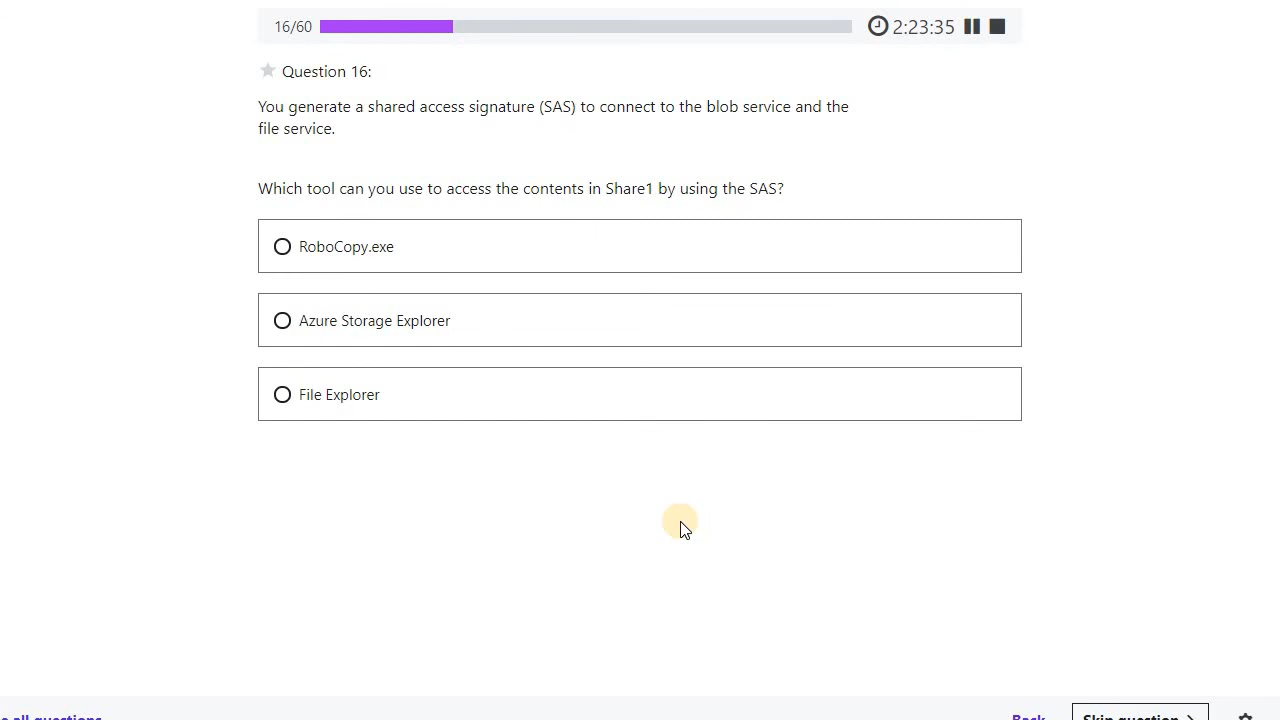 16/60
2:23:35
Question 16:
You generate a shared access signature (SAS) to connect to the blob service and the
file service.
Which tool can you use to access the contents in Share1 by using the SAS?
RoboCopy.exe
Azure Storage Explorer
File Explorer
all questions
Back
Skip question